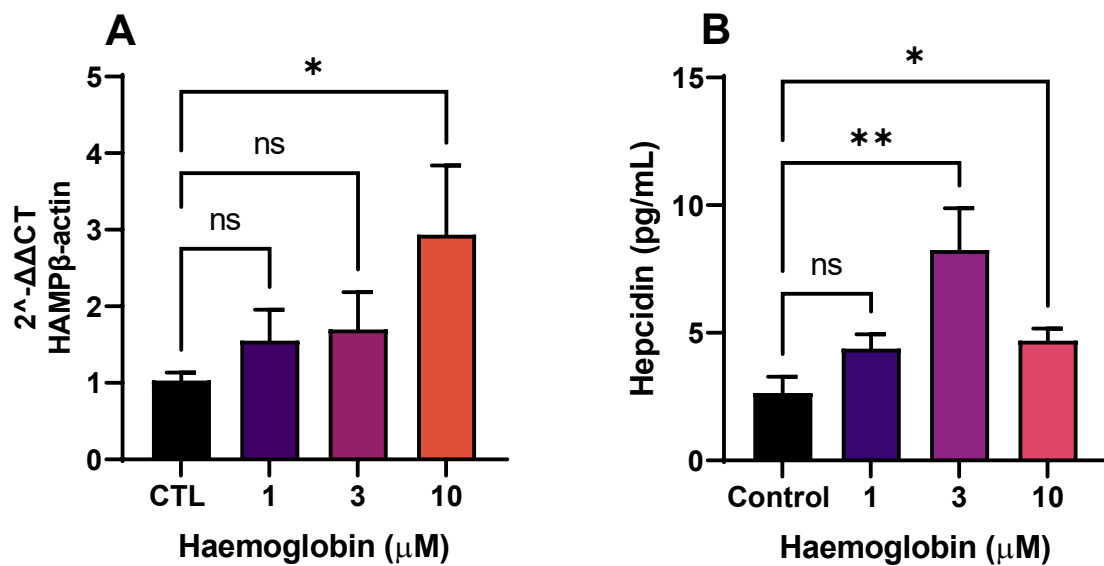 A
2^-ΔΔCT
HAMPβ-actin
5
4
3
2
1
0
*
ns
ns
CTL
1
3
10
Haemoglobin (μM)
B
Hepcidin (pg/mL)
15
10
5
0
*
**
ns
Control
1
3
10
Haemoglobin (μM)